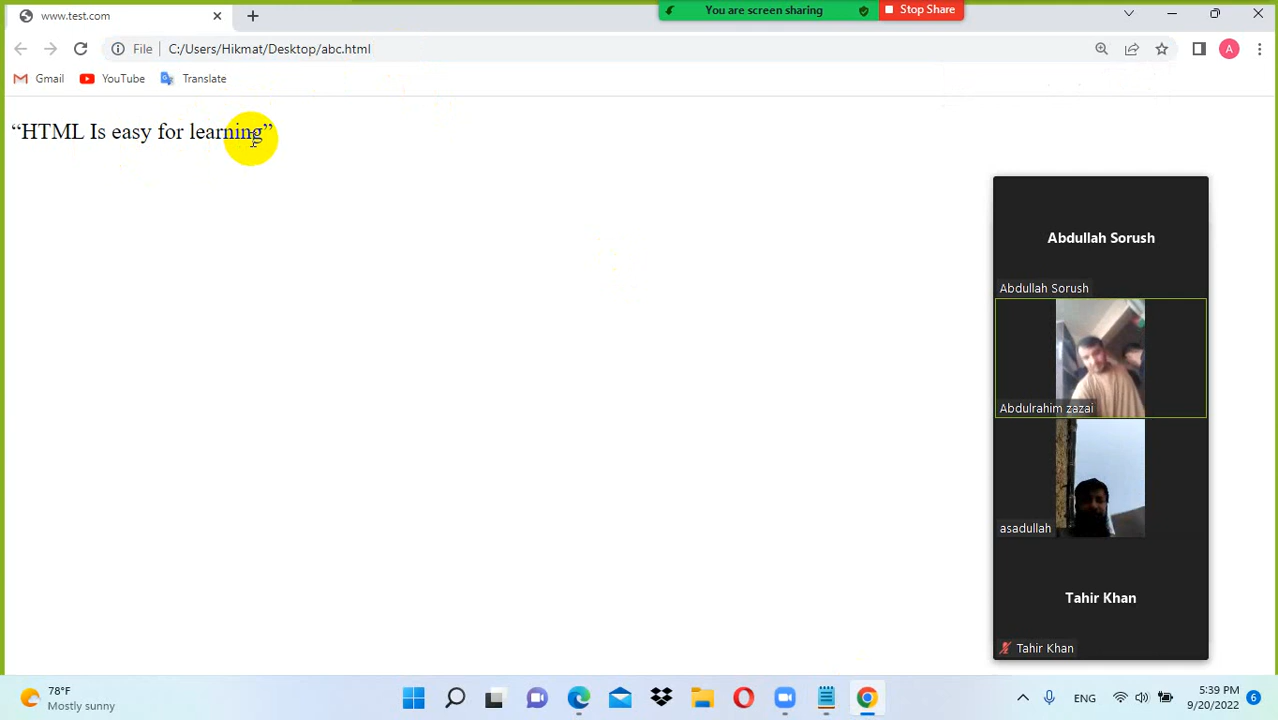 www.test.com
You are screen sharing
Stop Share
File
C:/Users/Hikmat/Desktop/abc.html
A
Gmail
YouTube
Translate
“HTML Is easy for learning”
Abdullah Sorush
Abdullah Sorush
Abdulrahim zazai
asadullah
Tahir Khan
Tahir Khan
78°F
Mostly sunny
ENG
5:39 PM
9/20/2022
6